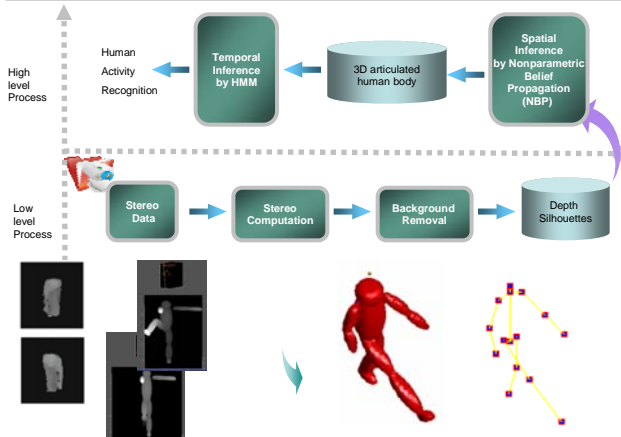 High
level
Process
Human
Activity
Recognition
Temporal
Inference
by HMM
3D articulated
human body
Spatial
Inference
by Nonparametric
Belief
Propagation
(NBP)
Low
level
Process
Stereo
Data
Stereo
Computation
Background
Removal
Depth
Silhouettes